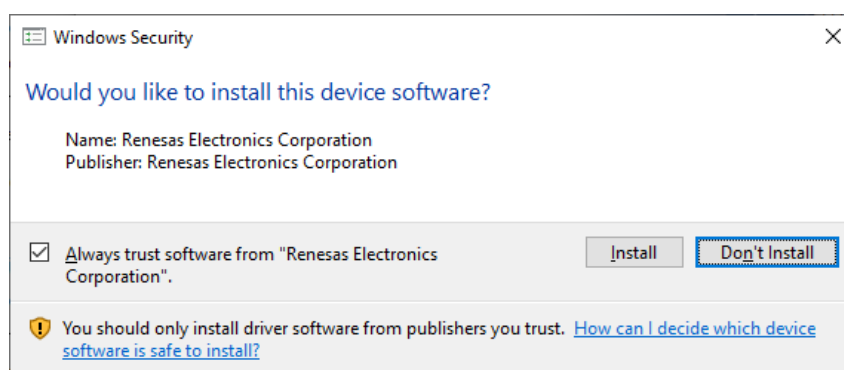 Windows Security
Would you like to install this device software?
Name: Renesas Electronics Corporation
Publisher: Renesas Electronics Corporation
Always trust software from "Renesas Electronics
Corporation".
Install
Don't Install
You should only install driver software from publishers you trust. How can I decide which device
software is safe to install?